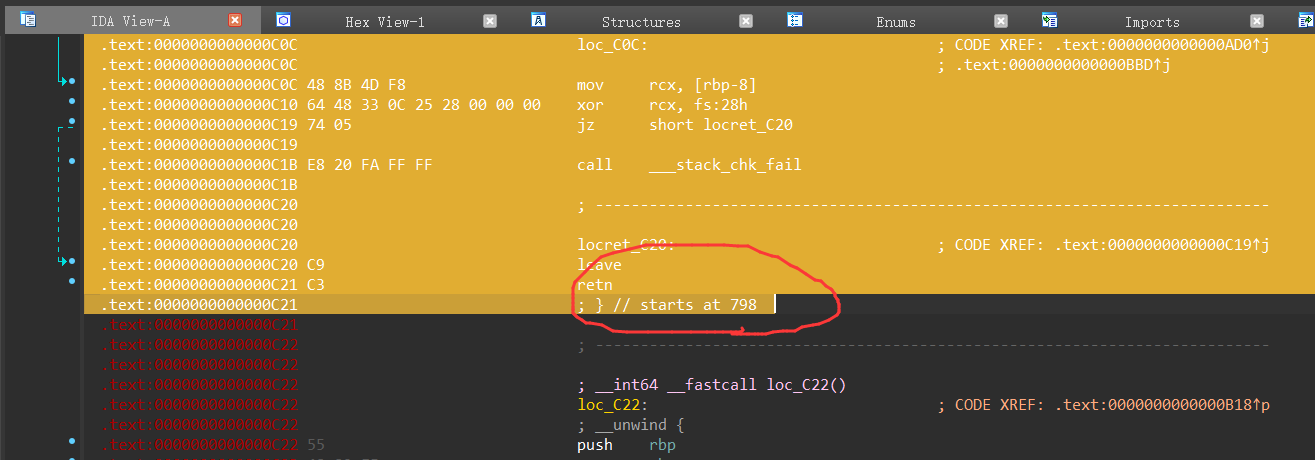 IDA View-A Hex View-1 A Structures Enums Imports
.text:0000000000000C0C loc_C0C: ; CODE XREF: .text:0000000000000AD0↑j
.text:0000000000000C0C ; .text:0000000000000BBD↑j
.text:0000000000000C0C 48 8B 4D F8 mov rcx, [rbp-8]
.text:0000000000000C10 64 48 33 0C 25 28 00 00 00 xor rcx, fs:28h
.text:0000000000000C19 74 05 jz short locret_C20
.text:0000000000000C19
.text:0000000000000C1B E8 20 FA FF FF call ___stack_chk_fail
.text:0000000000000C1B
.text:0000000000000C20 ; ---------------------------------------------------------------------------
.text:0000000000000C20
.text:0000000000000C20 locret_C20: ; CODE XREF: .text:0000000000000C19↑j
.text:0000000000000C20 C9 leave
.text:0000000000000C21 C3 retn
.text:0000000000000C21 ; } // starts at 798
.text:0000000000000C21
.text:0000000000000C22 ; ---------------------------------------------------------------------------
.text:0000000000000C22
.text:0000000000000C22 ; __int64 __fastcall loc_C22()
.text:0000000000000C22 loc_C22: ; CODE XREF: .text:0000000000000B18↑p
.text:0000000000000C22 ; __unwind {
.text:0000000000000C22 55 push rbp